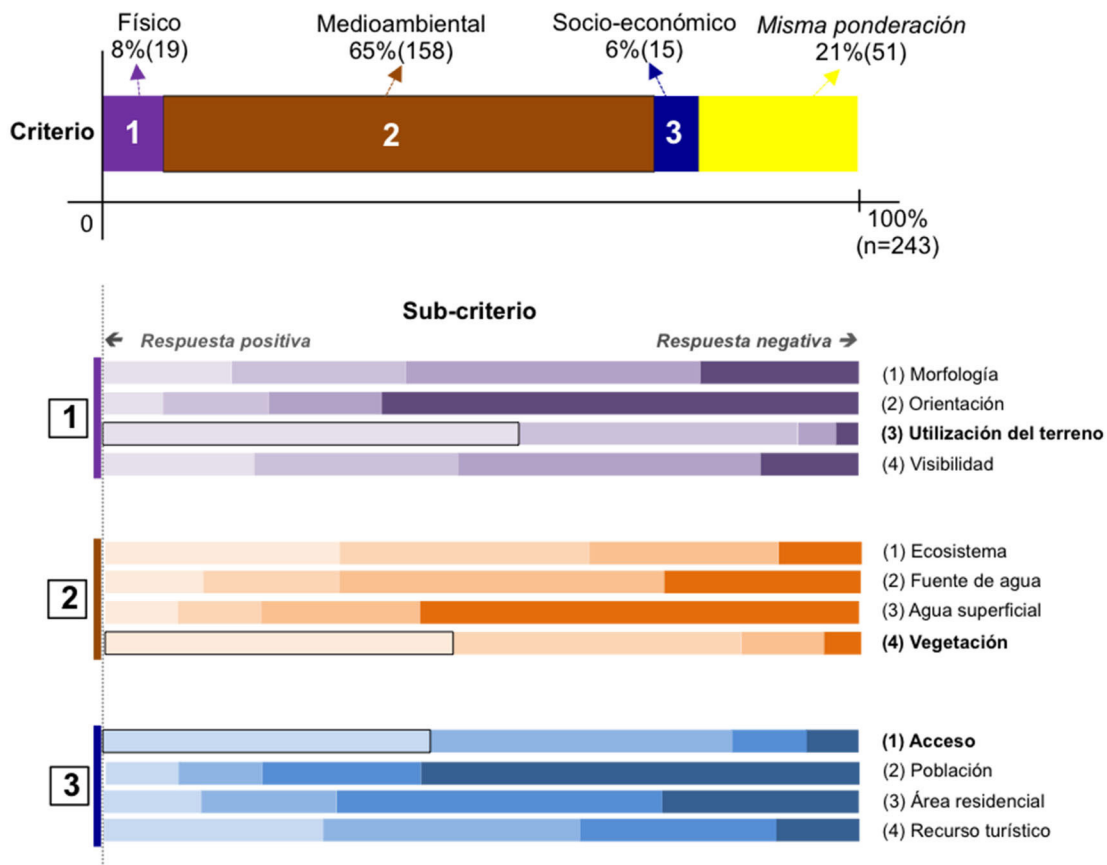 Físico
8%(19)
Medioambiental
65%(158)
Socio-económico
6%(15)
Misma ponderación
21%(51)
Criterio
1
2
3
0
100%
(n=243)
Sub-criterio
← Respuesta positiva
Respuesta negativa →
1
(1) Morfología
(2) Orientación
(3) Utilización del terreno
(4) Visibilidad
2
(1) Ecosistema
(2) Fuente de agua
(3) Agua superficial
(4) Vegetación
3
(1) Acceso
(2) Población
(3) Área residencial
(4) Recurso turístico